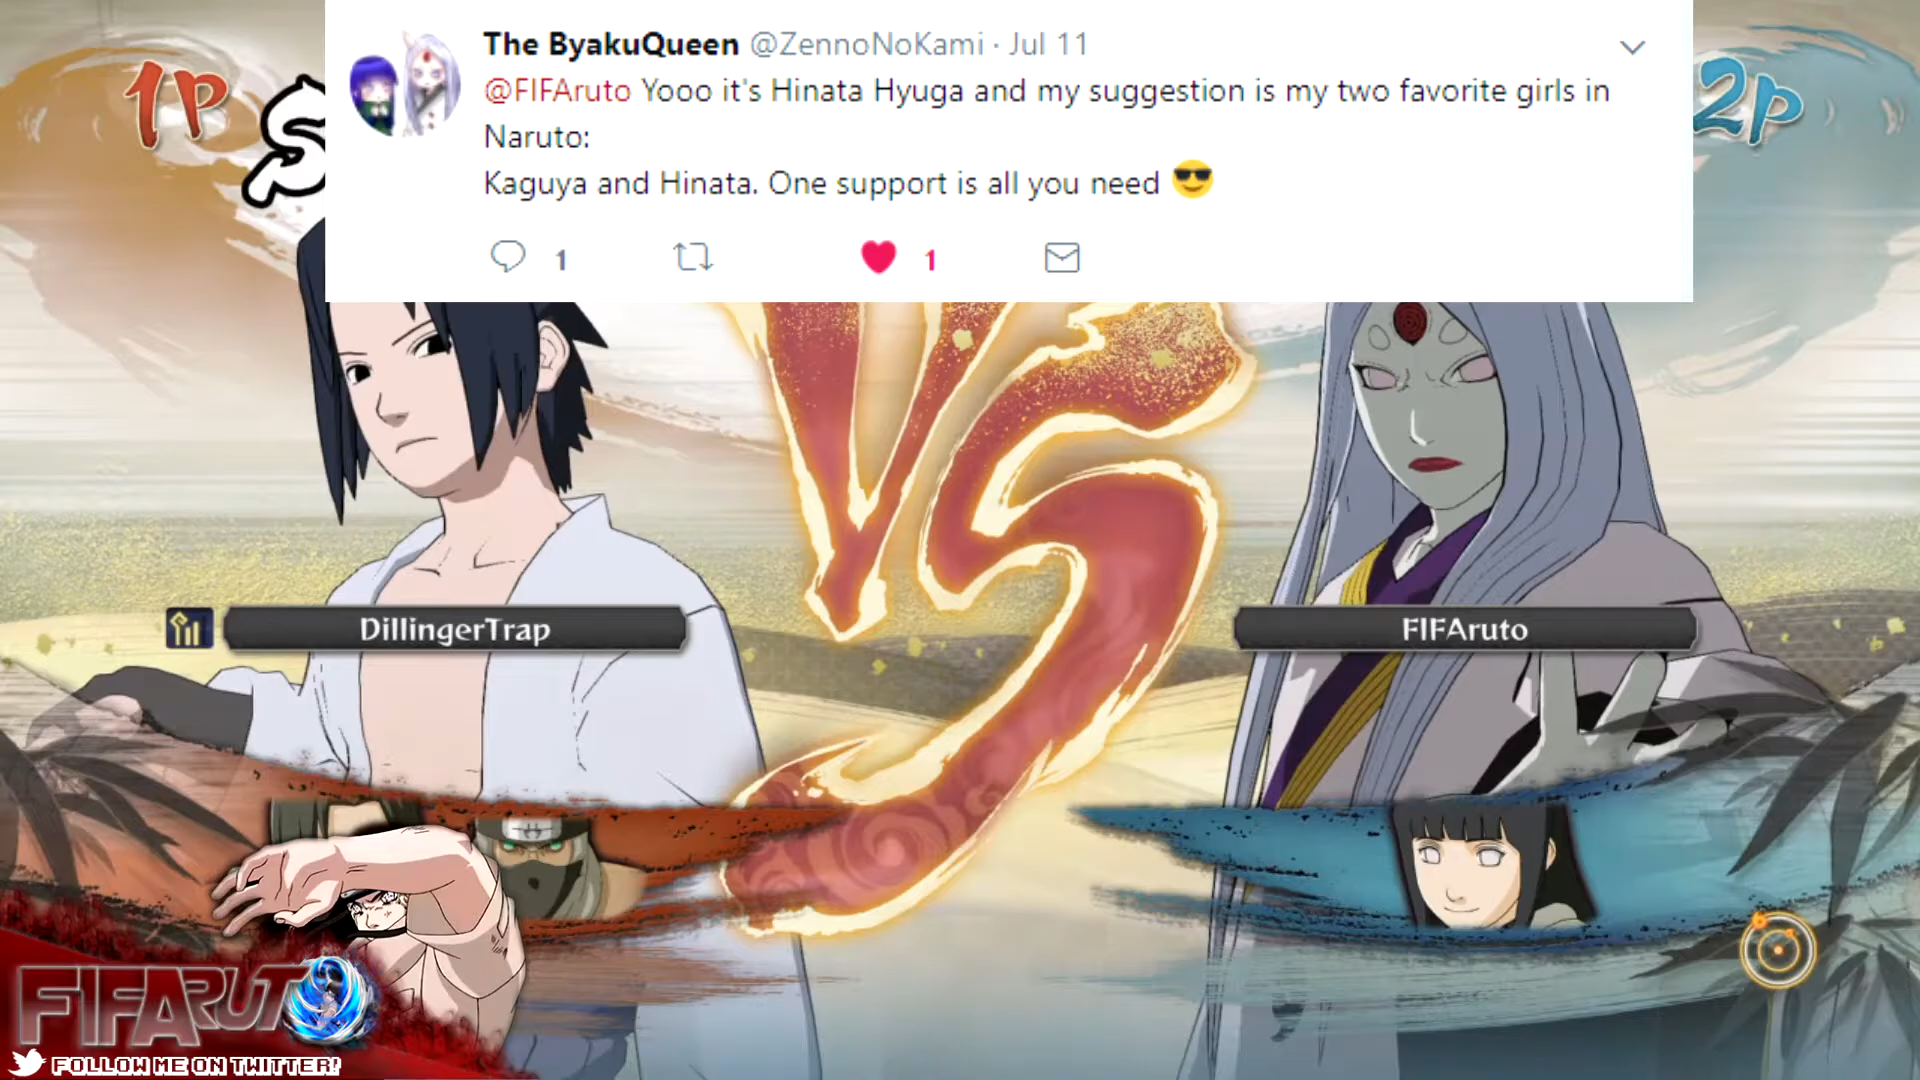 The ByakuQueen @ZennoNoKami · Jul 11
@FIFAruto Yooo it's Hinata Hyuga and my suggestion is my two favorite girls in
Naruto:
Kaguya and Hinata. One support is all you need 😎
1 1
1P S 2P
VS
DillingerTrap
FIFAruto
FIFARUTO
FOLLOW ME ON TWITTER!